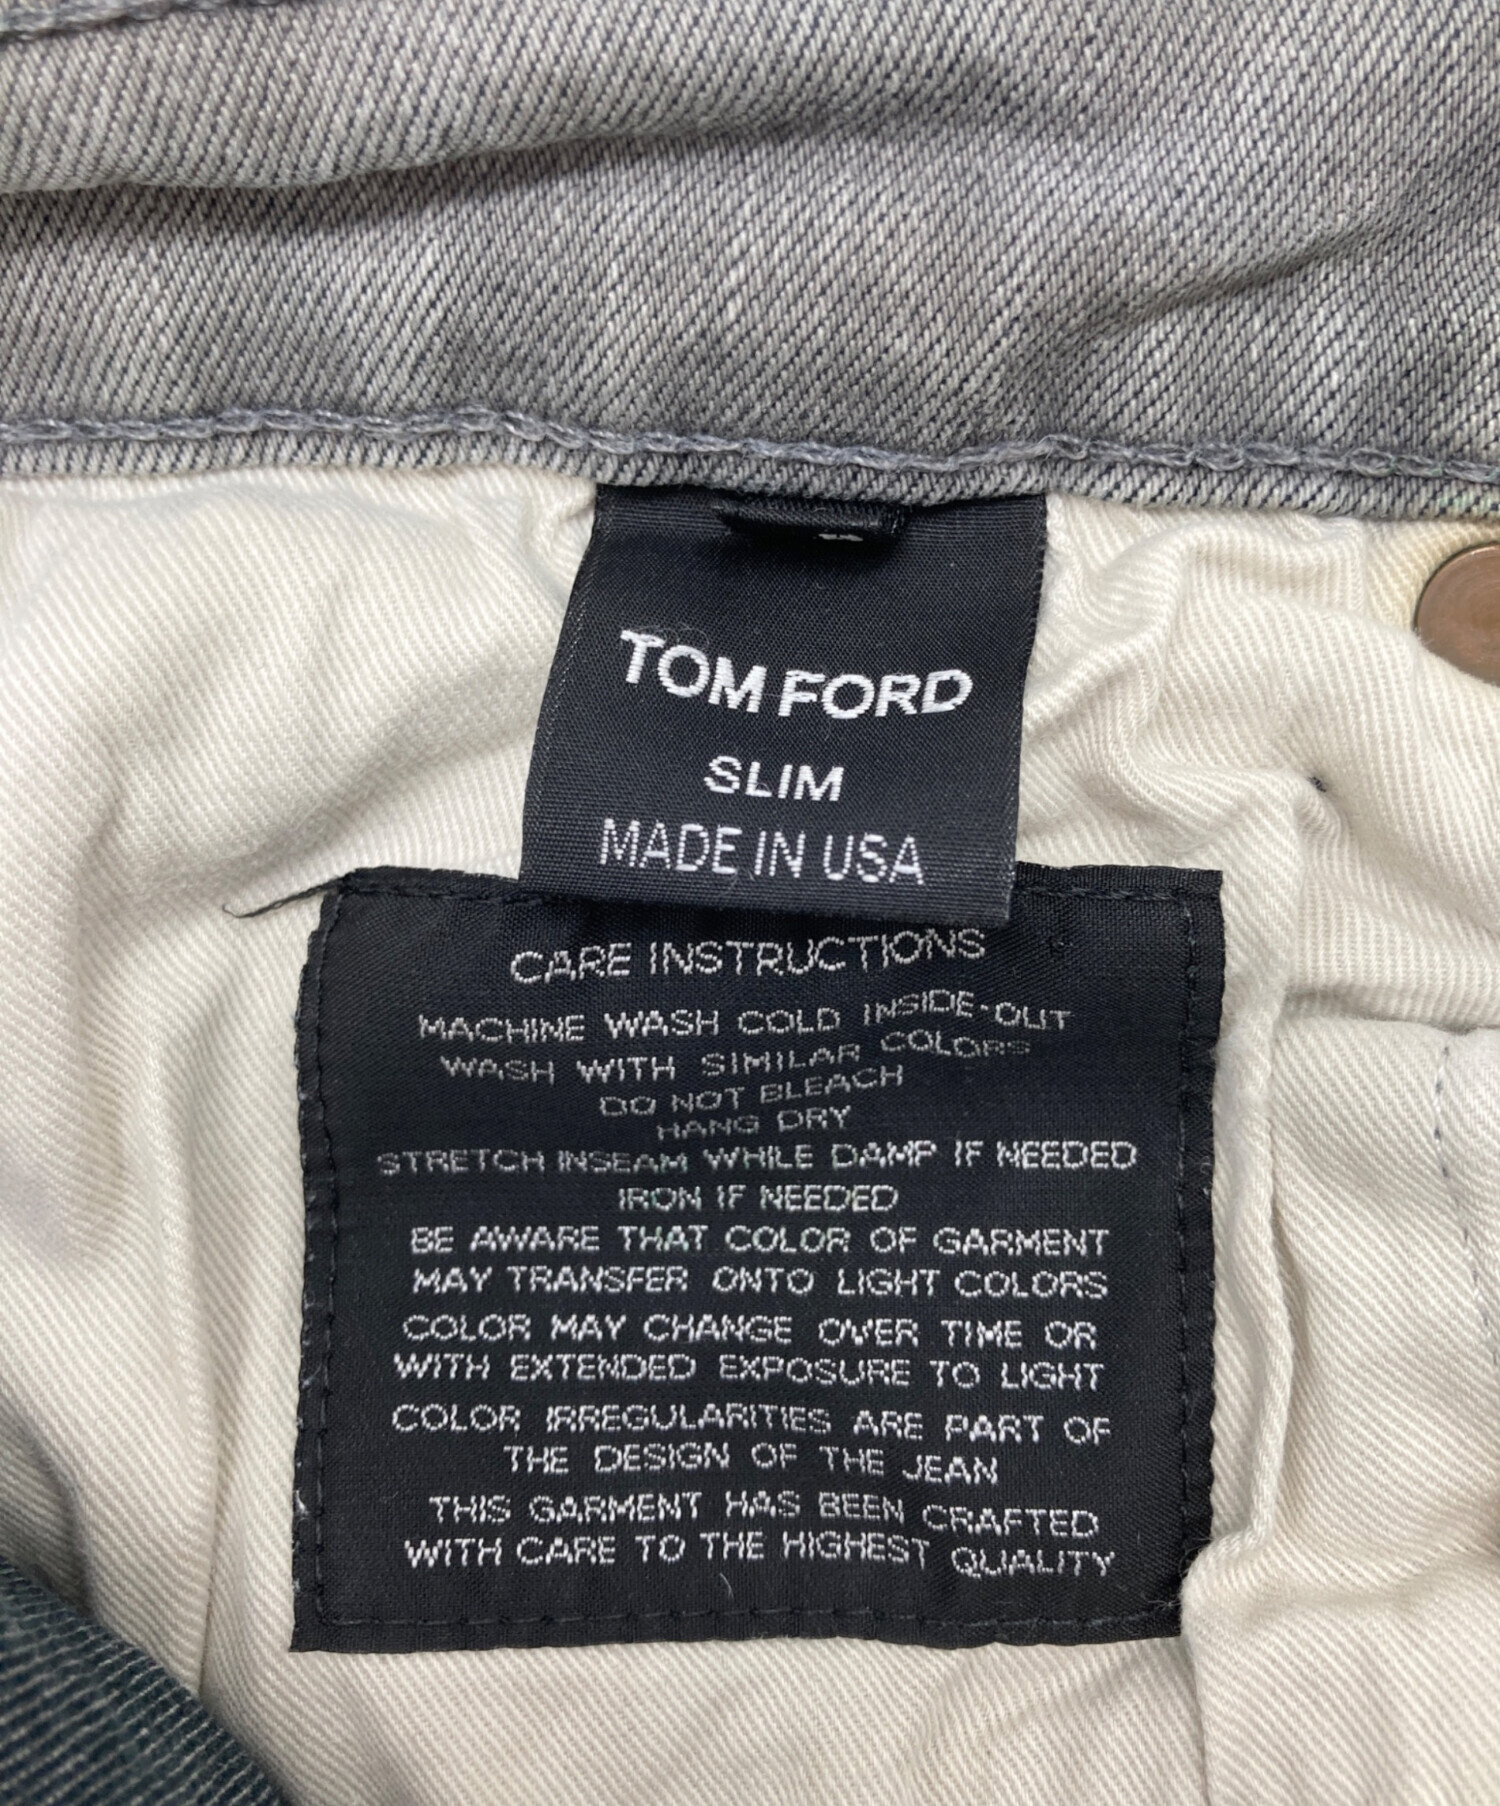 TOM FORD
SLIM
MADE IN USA
CARE INSTRUCTIONS
MACHINE WASH COLD INSIDE-OUT
WASH WITH SIMILAR COLORS
DO NOT BLEACH
HANG DRY
STRETCH INSEAM WHILE DAMP IF NEEDED
IRON IF NEEDED
BE AWARE THAT COLOR OF GARMENT
MAY TRANSFER ONTO LIGHT COLORS
COLOR MAY CHANGE OVER TIME OR
WITH EXTENDED EXPOSURE TO LIGHT
COLOR IRREGULARITIES ARE PART OF
THE DESIGN OF THE JEAN
THIS GARMENT HAS BEEN CRAFTED
WITH CARE TO THE HIGHEST QUALITY